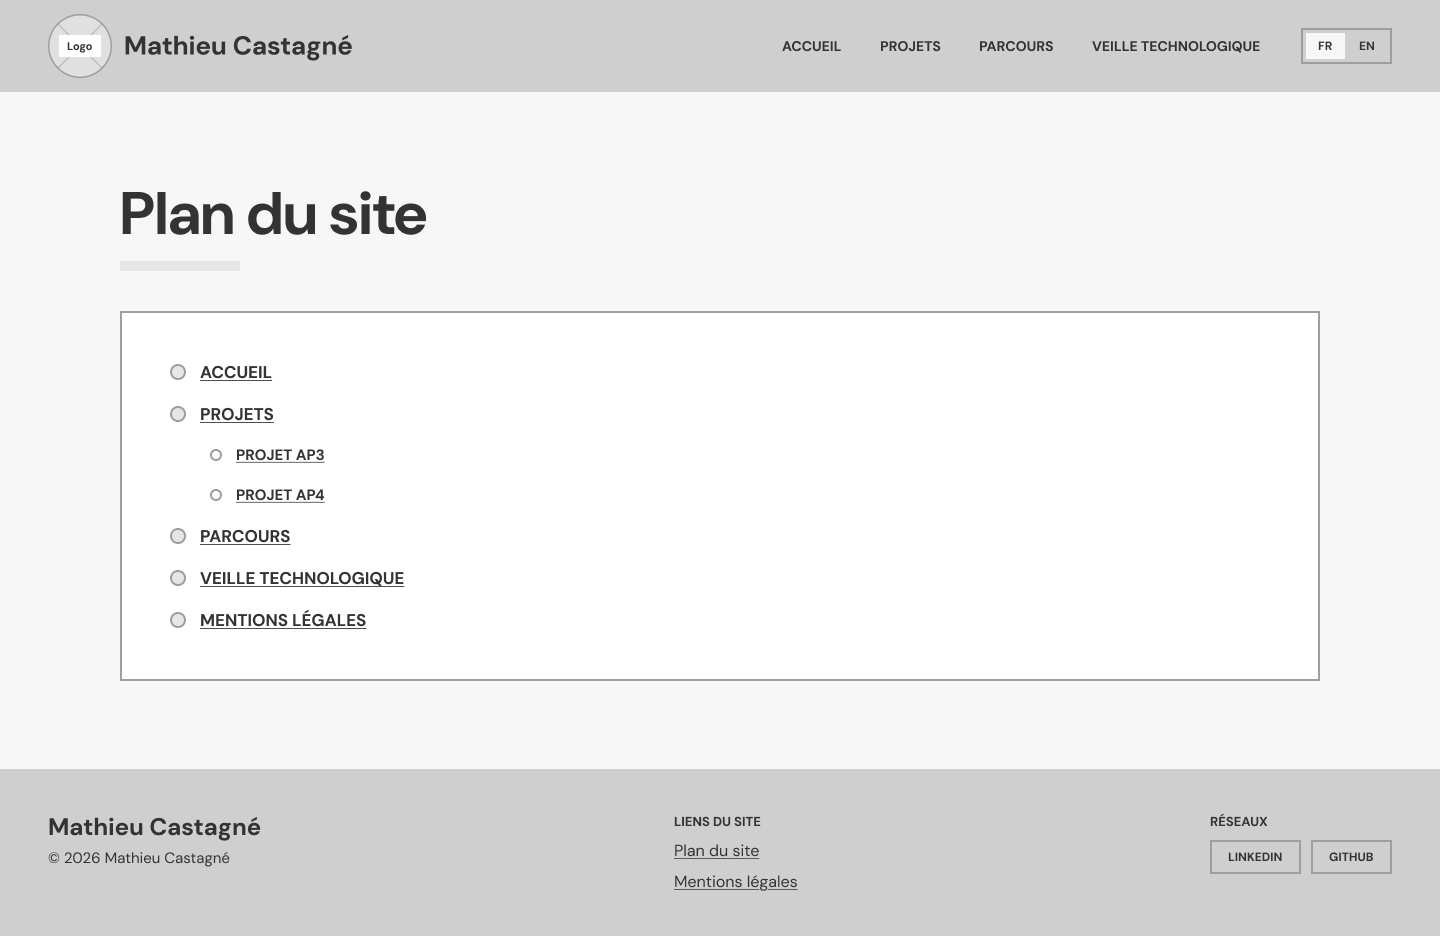 Logo
Mathieu Castagné
ACCUEIL
PROJETS
PARCOURS
VEILLE TECHNOLOGIQUE
FR
EN
Plan du site
ACCUEIL
PROJETS
PROJET AP3
PROJET AP4
PARCOURS
VEILLE TECHNOLOGIQUE
MENTIONS LÉGALES
Mathieu Castagné
© 2026 Mathieu Castagné
LIENS DU SITE
Plan du site
Mentions légales
RÉSEAUX
LINKEDIN
GITHUB